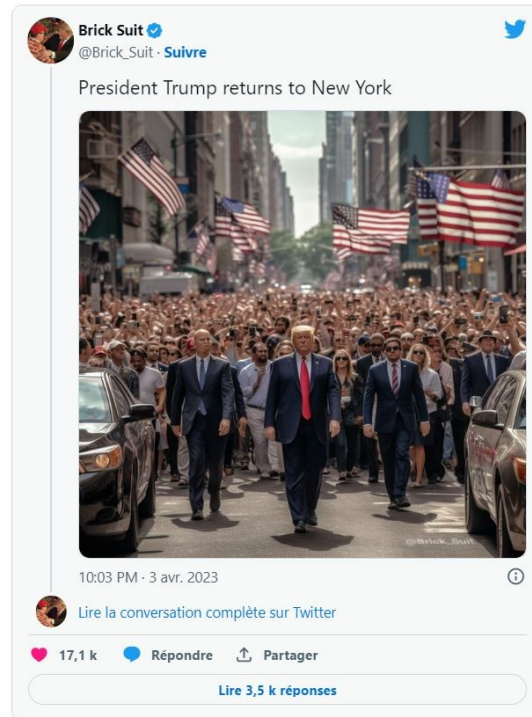 Brick Suit
@Brick_Suit · Suivre
President Trump returns to New York
@Brick_Suit
10:03 PM · 3 avr. 2023
Lire la conversation complète sur Twitter
17,1 k Répondre Partager
Lire 3,5 k réponses